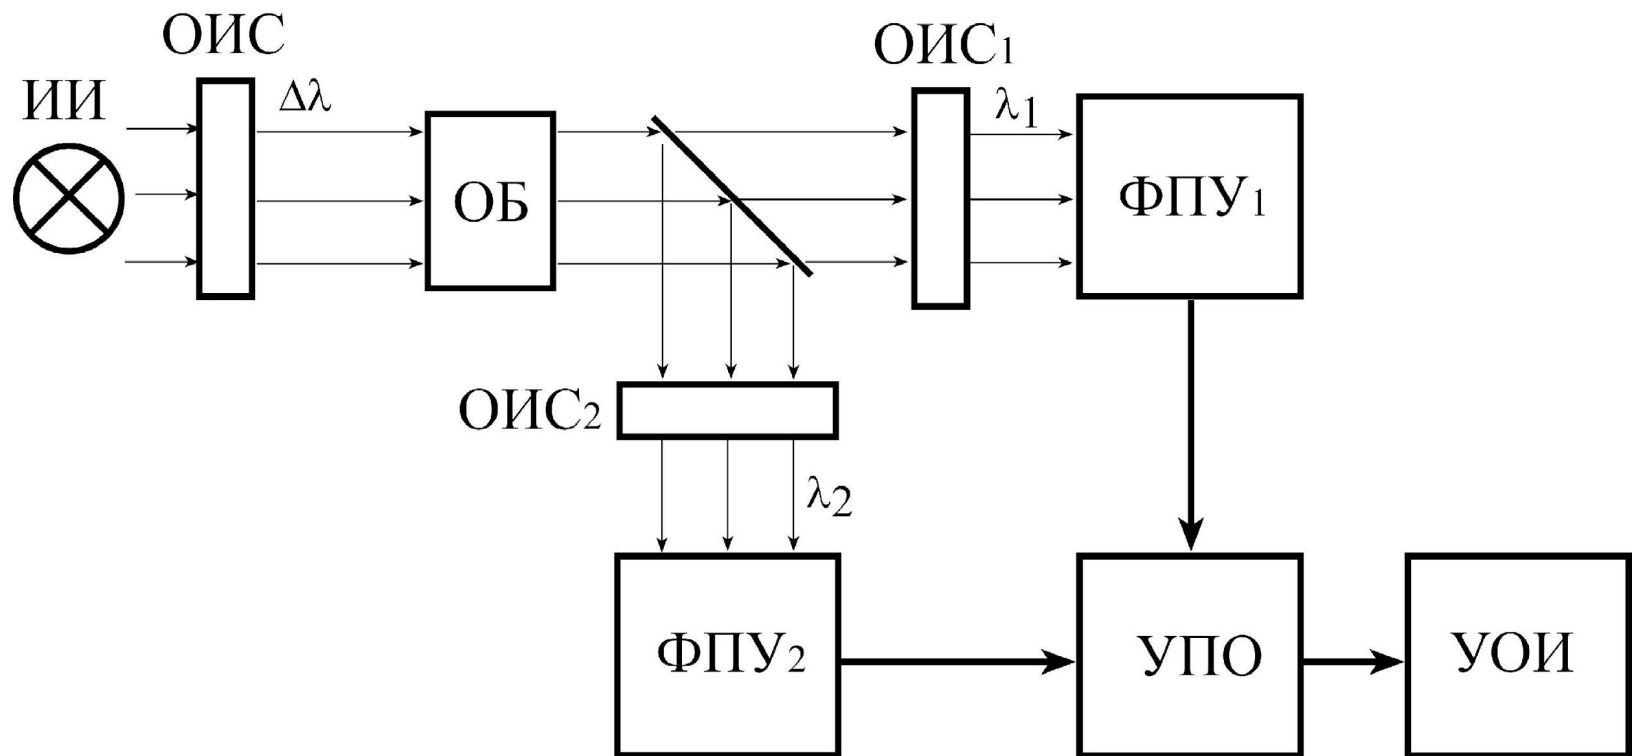 ОИС
ОИС1
ИИ
Δλ
λ1
ОБ
ФПУ1
ОИС2
λ2
ФПУ2
УПО
УОИ